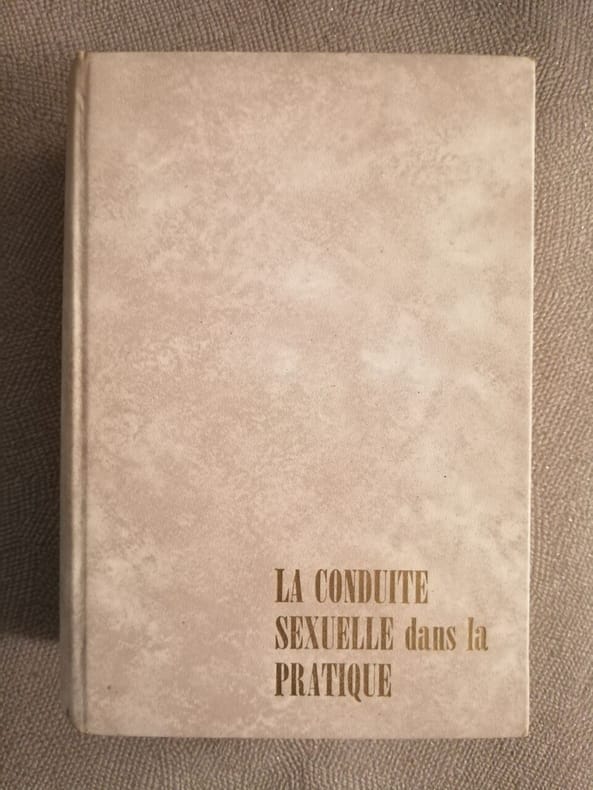 LA CONDUITE
SEXUELLE dans la
PRATIQUE